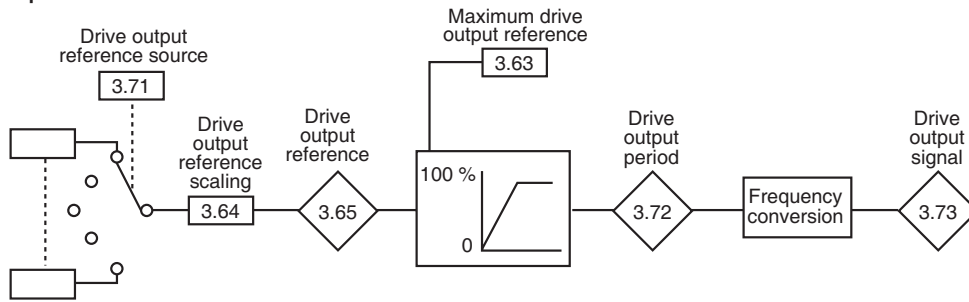 Drive output
reference source
3.71
Drive
output
reference
scaling
3.64
Drive
output
reference
3.65
Maximum drive
output reference
3.63
100 %
0
Drive
output
period
3.72
Frequency
conversion
Drive
output
signal
3.73